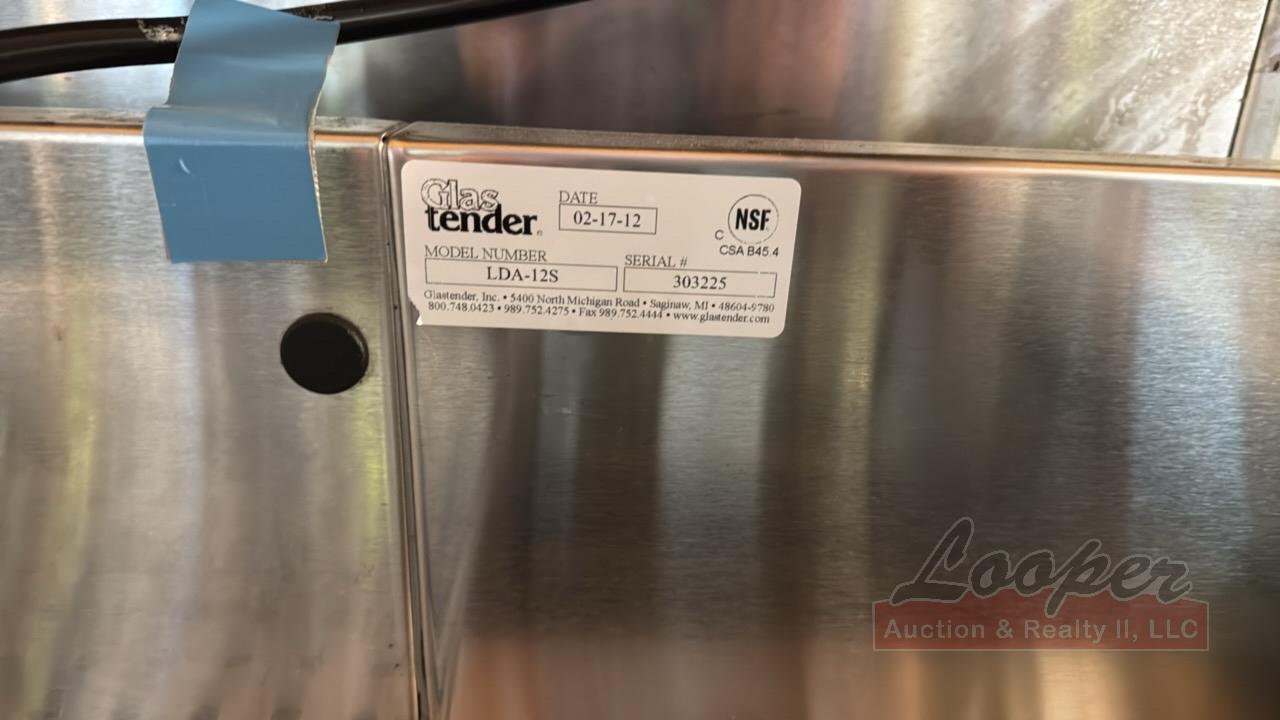 Glas
tender
DATE
02-17-12
NSF
C
CSA B45.4
MODEL NUMBER
LDA-12S
SERIAL #
303225
Glastender, Inc. • 5400 North Michigan Road • Saginaw, MI • 48604-9780
800.748.0423 • 989.752.4275 • Fax 989.752.4444 • www.glastender.com
Looper
Auction & Realty II, LLC